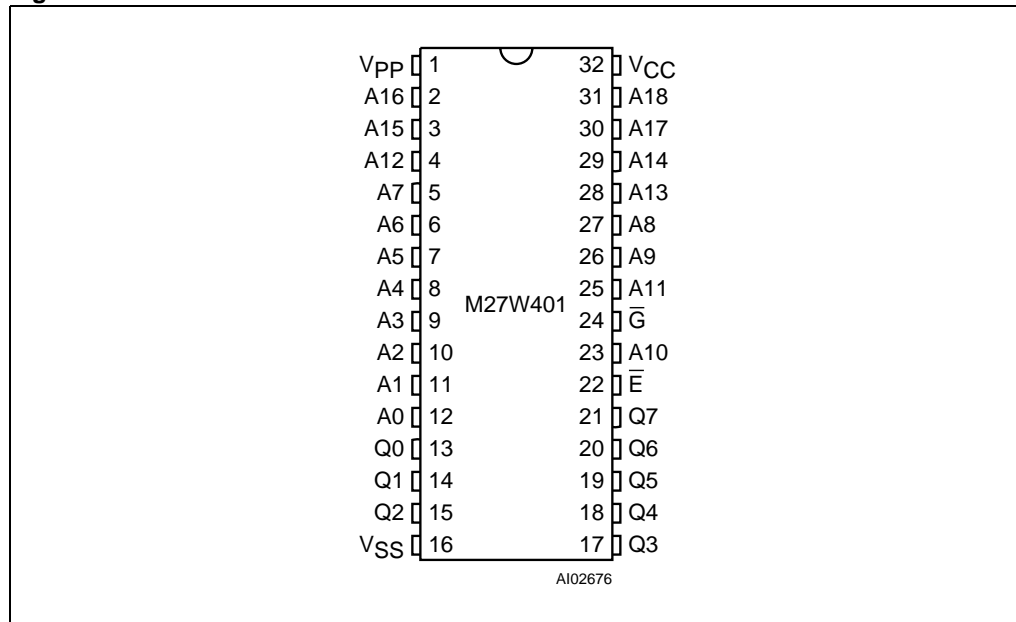 VPP 1 32 VCC
A16 2 31 A18
A15 3 30 A17
A12 4 29 A14
A7 5 28 A13
A6 6 27 A8
A5 7 26 A9
A4 8 25 A11
M27W401
A3 9 24 G̅
A2 10 23 A10
A1 11 22 E̅
A0 12 21 Q7
Q0 13 20 Q6
Q1 14 19 Q5
Q2 15 18 Q4
VSS 16 17 Q3
AI02676